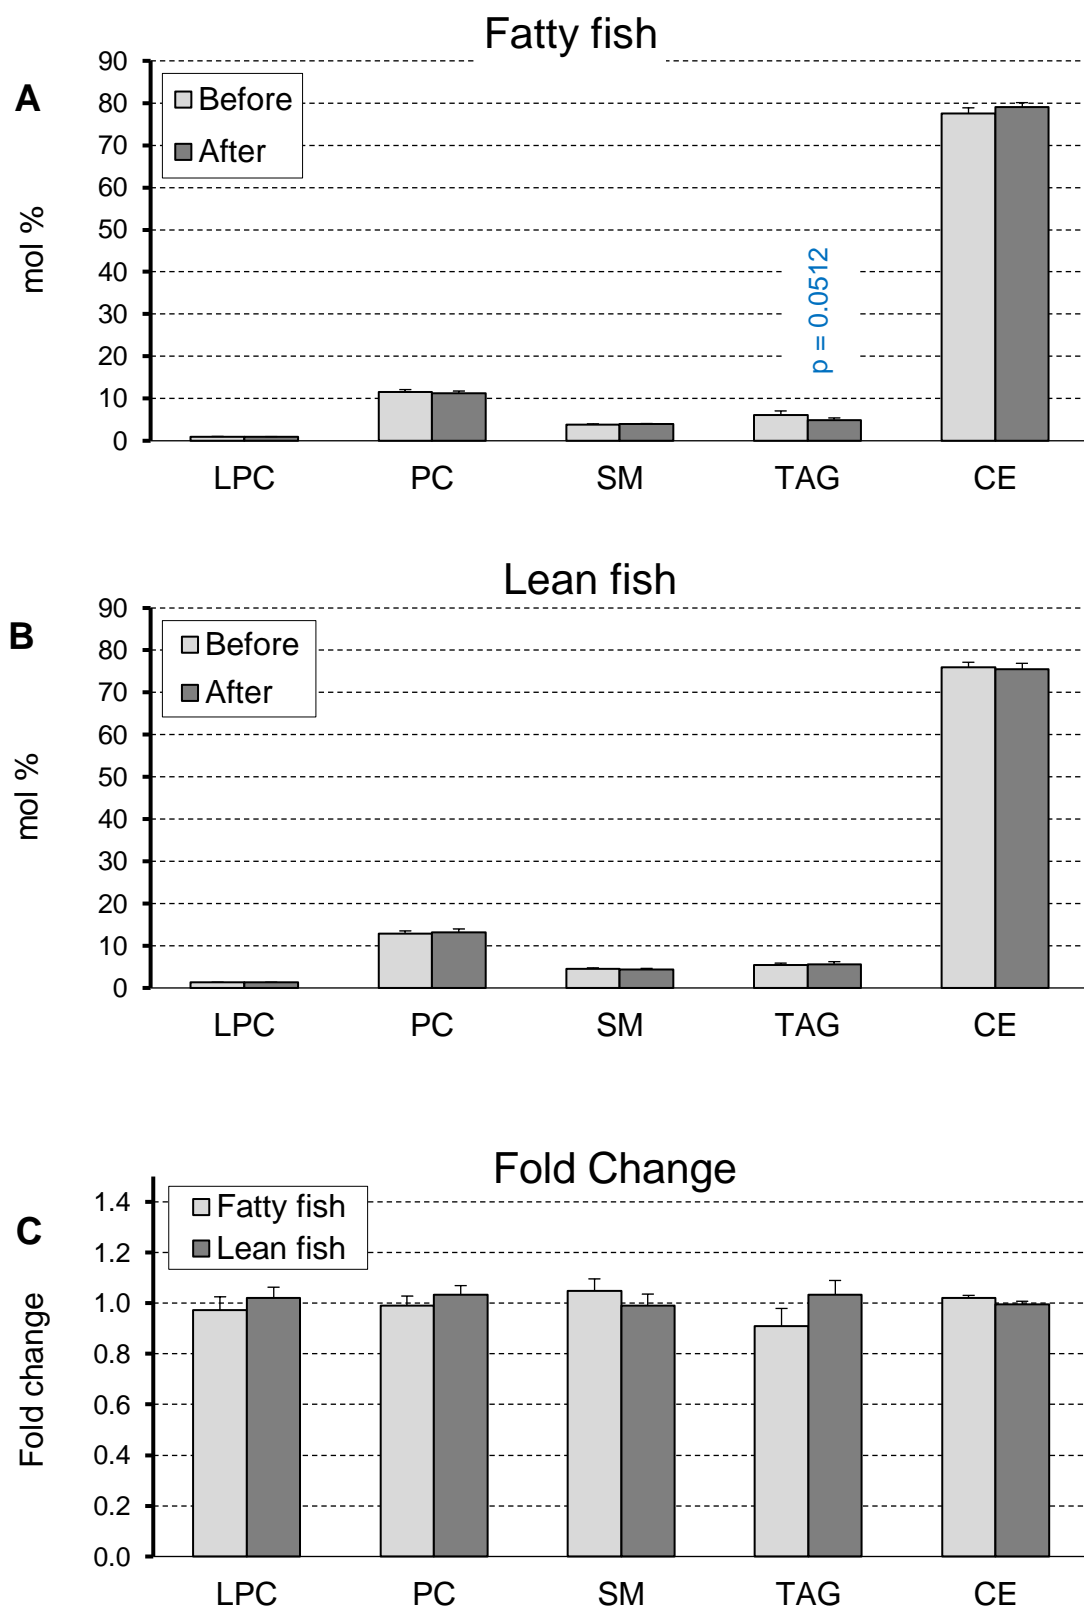 Fatty fish
A
90
80
70
60
50
40
30
20
10
0
mol %
Before
After
p = 0.0512
LPC PC SM TAG CE
Lean fish
B
90
80
70
60
50
40
30
20
10
0
mol %
Before
After
LPC PC SM TAG CE
Fold Change
C
1.4
1.2
1.0
0.8
0.6
0.4
0.2
0.0
Fold change
Fatty fish
Lean fish
LPC PC SM TAG CE